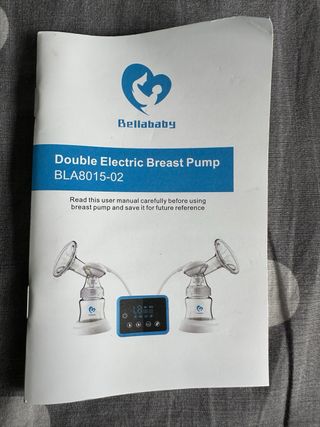 Bellababy
Double Electric Breast Pump
BLA8015-02
Read this user manual carefully before using
breast pump and save it for future reference